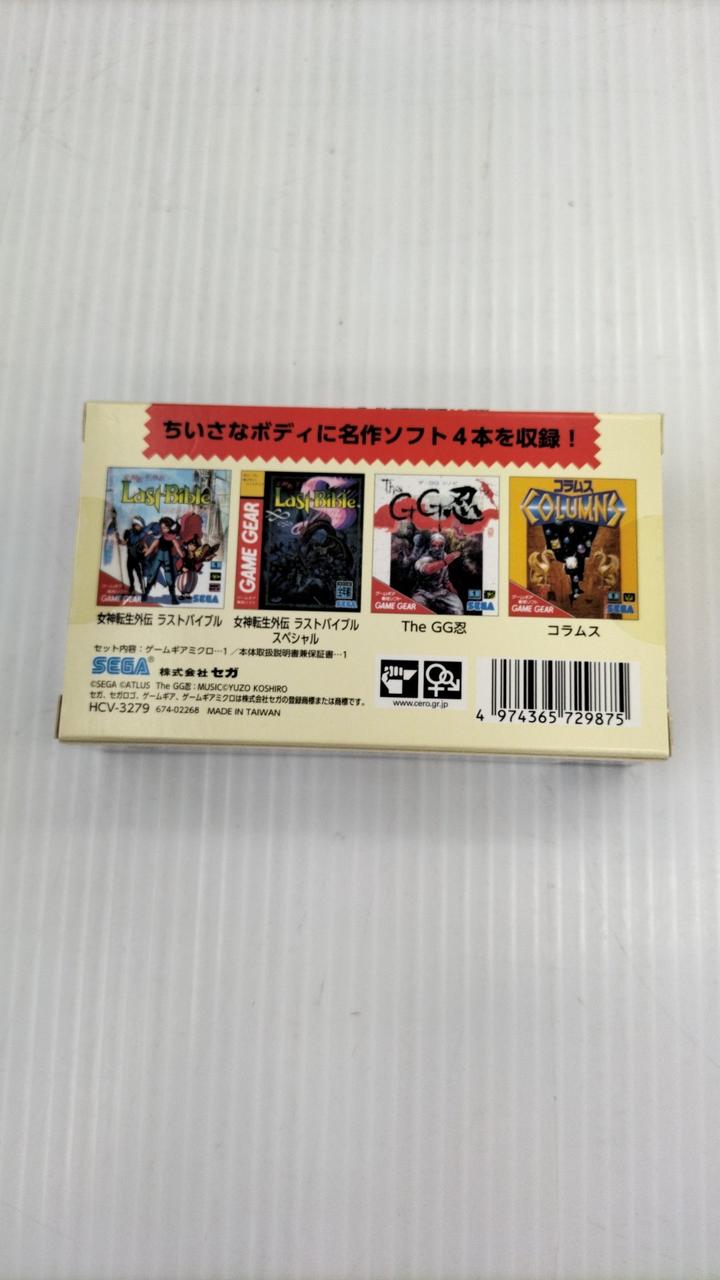 ちいさなボディに名作ソフト4本を収録！
Last Bible
GAME GEAR
SEGA
GAME GEAR
Last Bible
The GG忍
ザ・GG シノビ
GAME GEAR
SEGA
コラムス
COLUMNS
GAME GEAR
SEGA
女神転生外伝 ラストバイブル
女神転生外伝 ラストバイブル
スペシャル
The GG忍
コラムス
セット内容：ゲームギアミクロ…1 ／本体取扱説明書兼保証書…1
SEGA® 株式会社 セガ
©SEGA ©ATLUS The GG忍：MUSIC©YUZO KOSHIRO
セガ、セガロゴ、ゲームギア、ゲームギアミクロは株式会社セガの登録商標または商標です。
HCV-3279 674-02268 MADE IN TAIWAN
www.cero.gr.jp
4 974365 729875